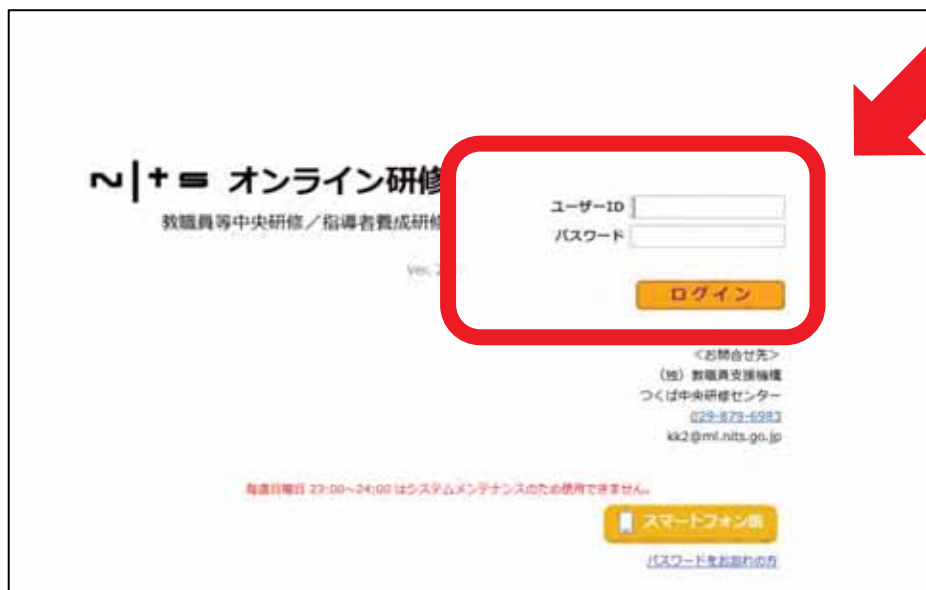 nits オンライン研修
教職員等中央研修／指導者養成研修
Ver. 2
ユーザーID
パスワード
ログイン
<お問合せ先>
（独）教職員支援機構
つくば中央研修センター
029-879-6983
kk2@ml.nits.go.jp
毎週日曜日 23:00～24:00 はシステムメンテナンスのため使用できません。
スマートフォン版
パスワードをお忘れの方